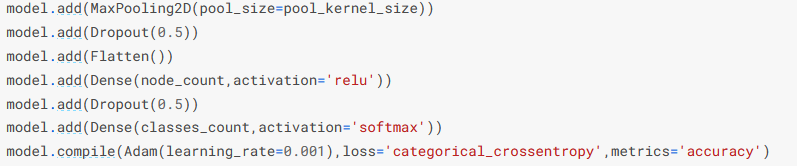 model.add(MaxPooling2D(pool_size=pool_kernel_size))
model.add(Dropout(0.5))
model.add(Flatten())
model.add(Dense(node_count,activation='relu'))
model.add(Dropout(0.5))
model.add(Dense(classes_count,activation='softmax'))
model.compile(Adam(learning_rate=0.001),loss='categorical_crossentropy',metrics='accuracy')